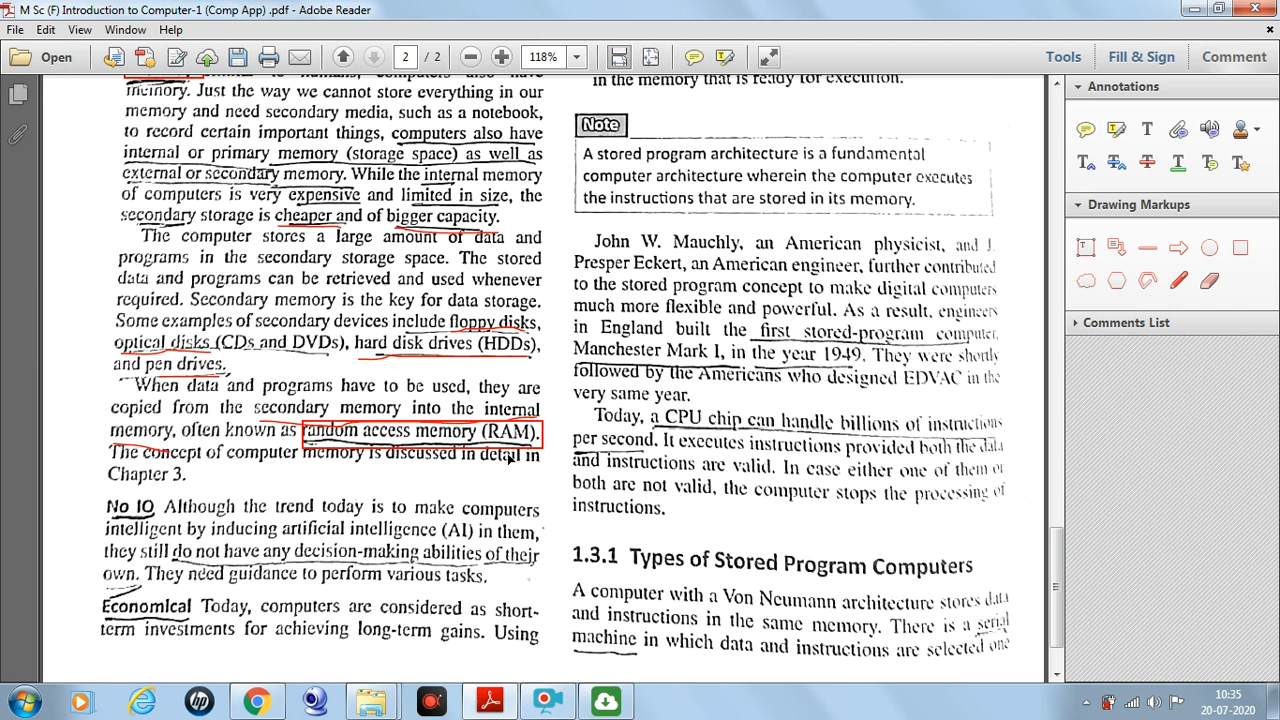 M Sc (F) Introduction to Computer-1 (Comp App) .pdf - Adobe Reader
File Edit View Window Help
Open 2 / 2 118% Tools Fill & Sign Comment
memory. Just the way we cannot store everything in our
memory and need secondary media, such as a notebook,
to record certain important things, computers also have
internal or primary memory (storage space) as well as
external or secondary memory. While the internal memory
of computers is very expensive and limited in size, the
secondary storage is cheaper and of bigger capacity.
The computer stores a large amount of data and
programs in the secondary storage space. The stored
data and programs can be retrieved and used whenever
required. Secondary memory is the key for data storage.
Some examples of secondary devices include floppy disks,
optical disks (CDs and DVDs), hard disk drives (HDDs),
and pen drives.
When data and programs have to be used, they are
copied from the secondary memory into the internal
memory, often known as random access memory (RAM).
The concept of computer memory is discussed in detail in
Chapter 3.
No IQ Although the trend today is to make computers
intelligent by inducing artificial intelligence (AI) in them,
they still do not have any decision-making abilities of their
own. They need guidance to perform various tasks.
Economical Today, computers are considered as short-
term investments for achieving long-term gains. Using
in the memory that is ready for execution.
Note
A stored program architecture is a fundamental
computer architecture wherein the computer executes
the instructions that are stored in its memory.
John W. Mauchly, an American physicist, and J.
Presper Eckert, an American engineer, further contributed
to the stored program concept to make digital computers
much more flexible and powerful. As a result, engineers
in England built the first stored-program computer,
Manchester Mark I, in the year 1949. They were shortly
followed by the Americans who designed EDVAC in the
very same year.
Today, a CPU chip can handle billions of instructions
per second. It executes instructions provided both the data
and instructions are valid. In case either one of them or
both are not valid, the computer stops the processing of
instructions.
1.3.1 Types of Stored Program Computers
A computer with a Von Neumann architecture stores data
and instructions in the same memory. There is a serial
machine in which data and instructions are selected one
Annotations
Drawing Markups
Comments List
10:35
20-07-2020